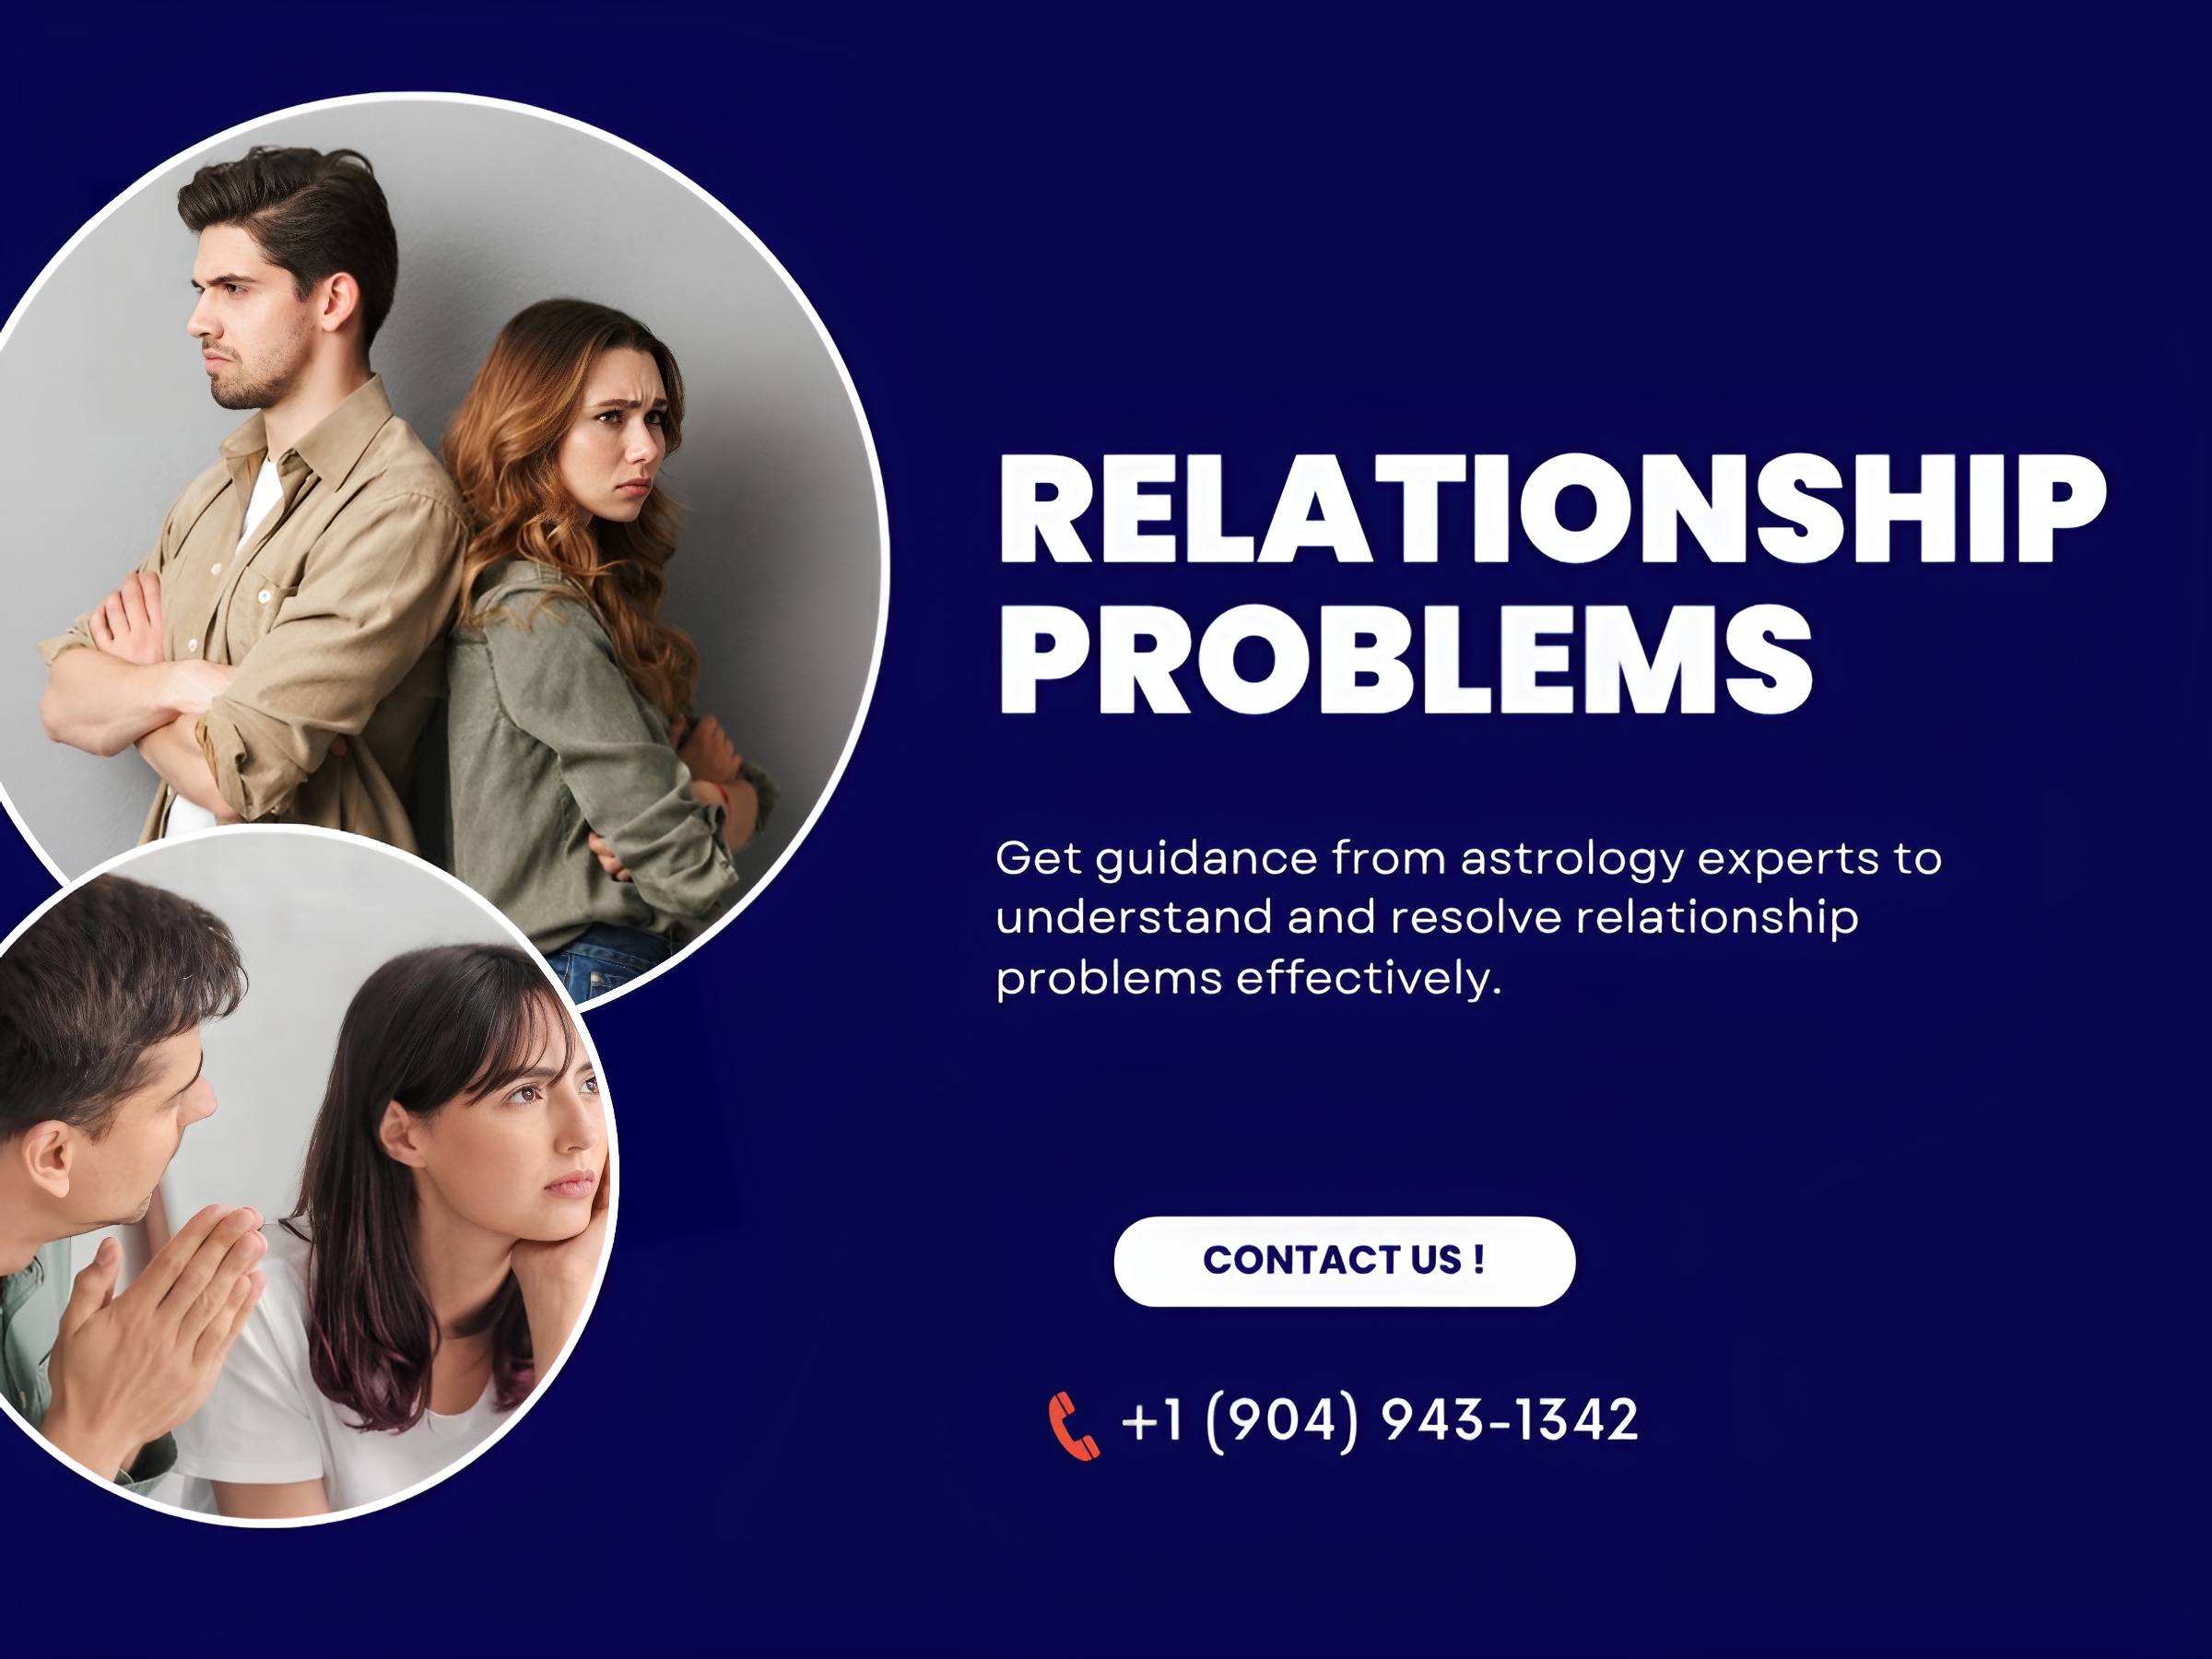 RELATIONSHIP
PROBLEMS
Get guidance from astrology experts to
understand and resolve relationship
problems effectively.
CONTACT US !
+1 (904) 943-1342